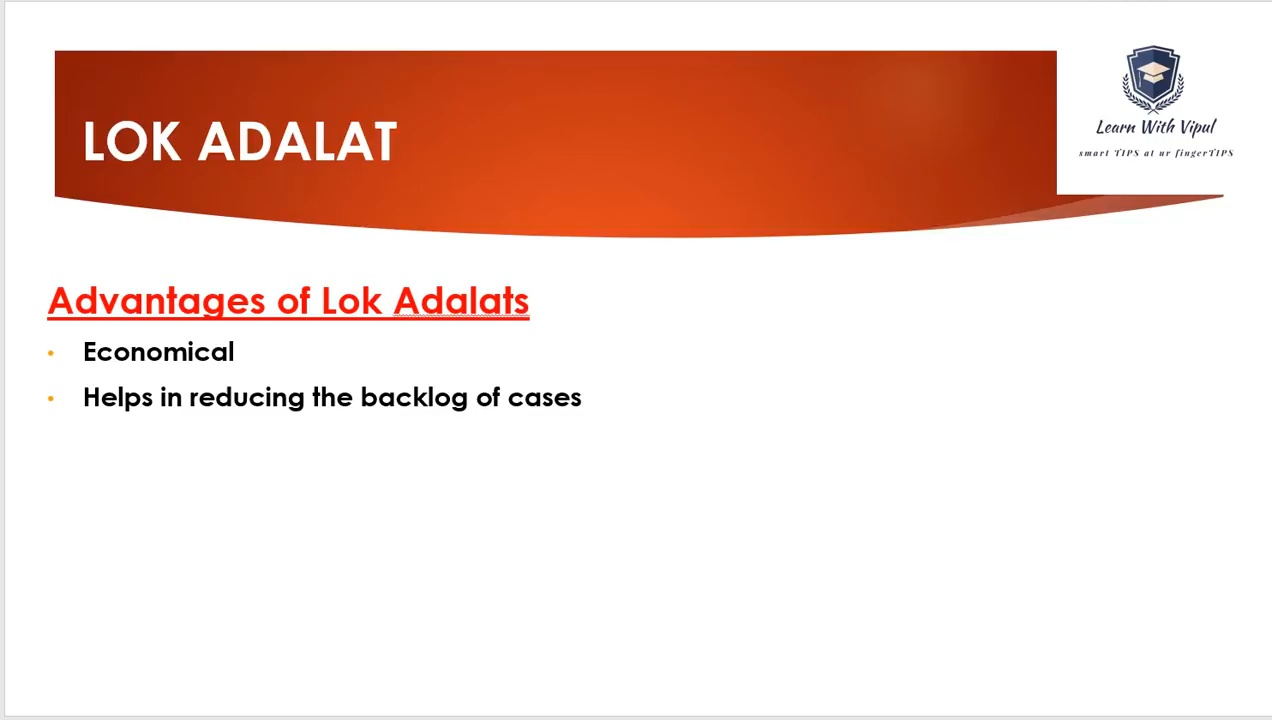 LOK ADALAT
Learn With Vipul
smart TIPS at ur fingerTIPS
Advantages of Lok Adalats
• Economical
• Helps in reducing the backlog of cases